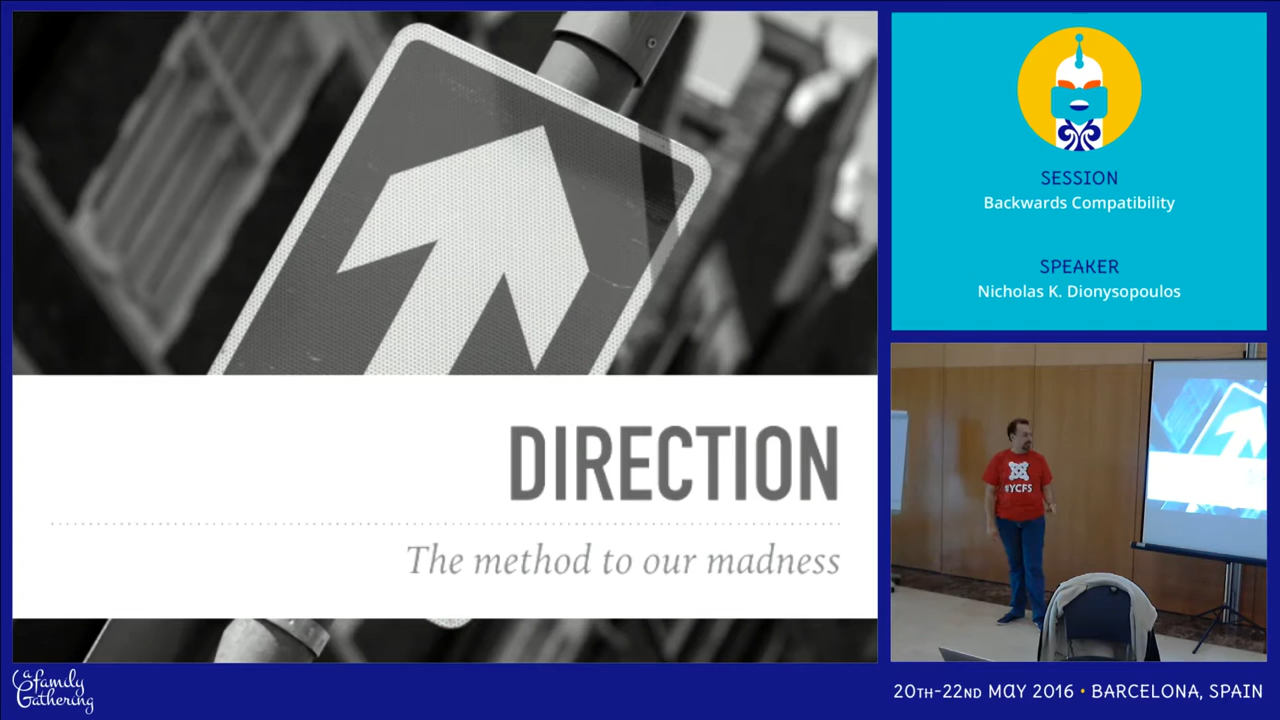 DIRECTION
The method to our madness
SESSION
Backwards Compatibility
SPEAKER
Nicholas K. Dionysopoulos
#YCFS
a family
Gathering
20TH-22ND MAY 2016 • BARCELONA, SPAIN